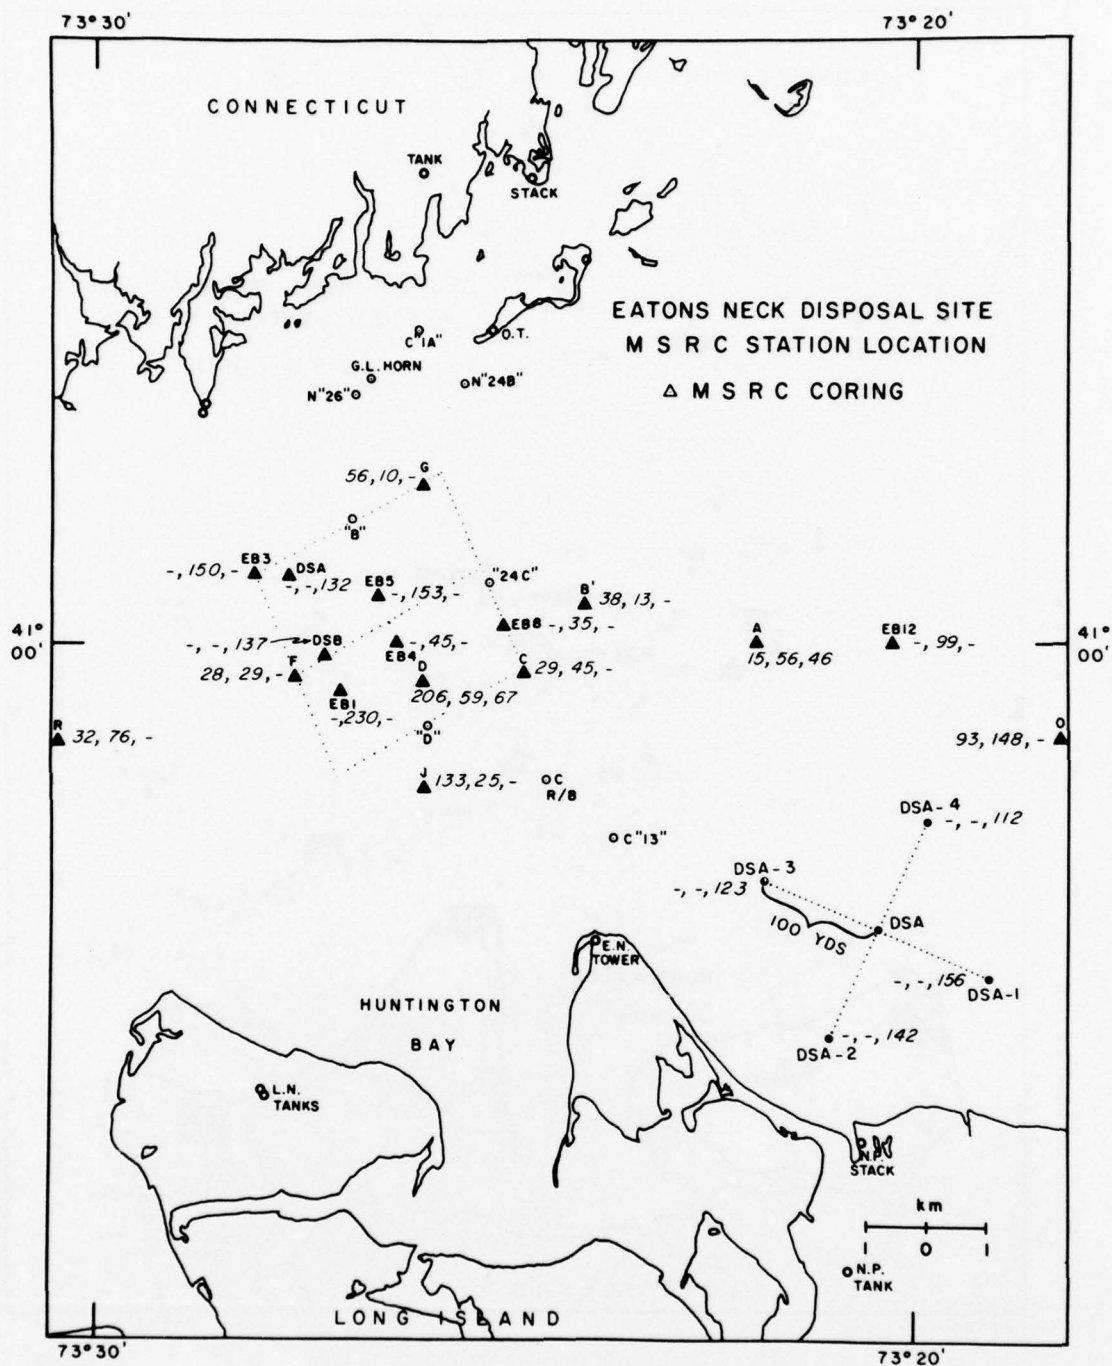 73° 30'
73° 20'
CONNECTICUT
TANK
STACK
EATONS NECK DISPOSAL SITE
M S R C STATION LOCATION
△ M S R C CORING
C"1A"
O.T.
G.L. HORN
N"26"
N"24B"
G
56, 10, -
"B"
EB3
-, 150, -
DSA
-, -, 132
EB5
-, 153, -
"24C"
B'
38, 13, -
EB8 -, 35, -
41° 00'
-, -, 137
DSB
EB4
-, 45, -
A
15, 56, 46
EB12
-, 99, -
41° 00'
F
28, 29, -
D
206, 59, 67
C
29, 45, -
EB1
-, 230, -
"D"
R
32, 76, -
O
93, 148, -
J
133, 25, -
C
R/B
C"13"
DSA-4
-, -, 112
DSA-3
-, -, 123
100 YDS
DSA
-, -, 156
DSA-1
-, -, 142
DSA-2
E.N.
TOWER
HUNTINGTON
BAY
L.N.
TANKS
N.P.
STACK
km
1 0 1
N.P.
TANK
LONG ISLAND
73° 30'
73° 20'